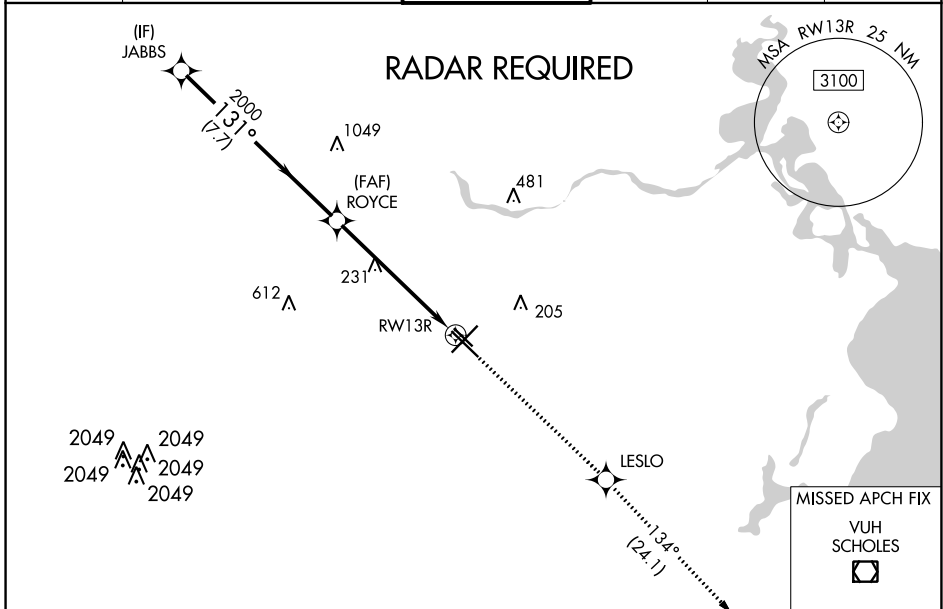 (IF)
JABBS
RADAR REQUIRED
MSA RW13R 25 NM
3100
2000
131°
(7.7)
1049
(FAF)
ROYCE
481
231
612
205
RW13R
2049
2049
2049
2049
2049
LESLO
134°
(24.1)
MISSED APCH FIX
VUH
SCHOLES